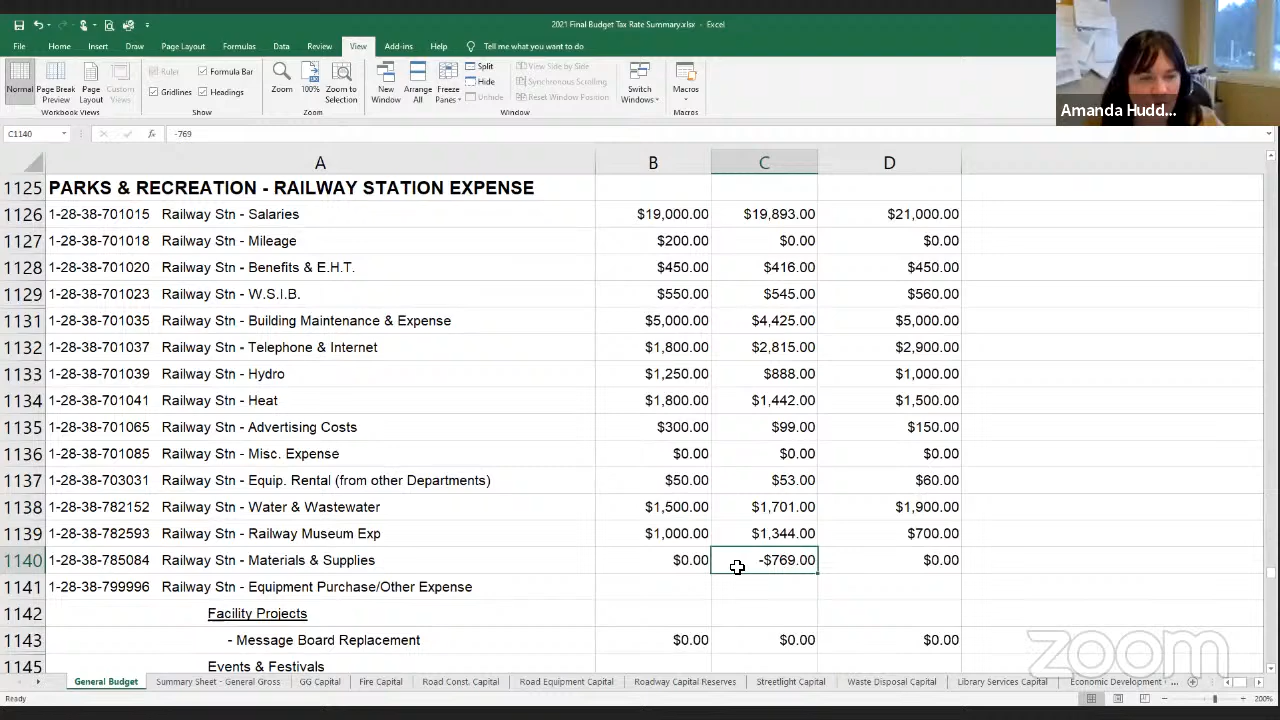 2021 Final Budget Tax Rate Summary.xlsx - Excel
File Home Insert Draw Page Layout Formulas Data Review View Add-ins Help Tell me what you want to do
Normal Page Break Preview Page Layout Custom Views
Workbook Views
Ruler Formula Bar
Gridlines Headings
Show
Zoom 100% Zoom to Selection
Zoom
New Window Arrange All Freeze Panes
Split
Hide
Unhide
View Side by Side
Synchronous Scrolling
Reset Window Position
Switch Windows
Window
Macros
Macros
Amanda Hudd...
C1140 fx -769
A B C D
1125 PARKS & RECREATION - RAILWAY STATION EXPENSE
1126 1-28-38-701015 Railway Stn - Salaries $19,000.00 $19,893.00 $21,000.00
1127 1-28-38-701018 Railway Stn - Mileage $200.00 $0.00 $0.00
1128 1-28-38-701020 Railway Stn - Benefits & E.H.T. $450.00 $416.00 $450.00
1129 1-28-38-701023 Railway Stn - W.S.I.B. $550.00 $545.00 $560.00
1131 1-28-38-701035 Railway Stn - Building Maintenance & Expense $5,000.00 $4,425.00 $5,000.00
1132 1-28-38-701037 Railway Stn - Telephone & Internet $1,800.00 $2,815.00 $2,900.00
1133 1-28-38-701039 Railway Stn - Hydro $1,250.00 $888.00 $1,000.00
1134 1-28-38-701041 Railway Stn - Heat $1,800.00 $1,442.00 $1,500.00
1135 1-28-38-701065 Railway Stn - Advertising Costs $300.00 $99.00 $150.00
1136 1-28-38-701085 Railway Stn - Misc. Expense $0.00 $0.00 $0.00
1137 1-28-38-703031 Railway Stn - Equip. Rental (from other Departments) $50.00 $53.00 $60.00
1138 1-28-38-782152 Railway Stn - Water & Wastewater $1,500.00 $1,701.00 $1,900.00
1139 1-28-38-782593 Railway Stn - Railway Museum Exp $1,000.00 $1,344.00 $700.00
1140 1-28-38-785084 Railway Stn - Materials & Supplies $0.00 -$769.00 $0.00
1141 1-28-38-799996 Railway Stn - Equipment Purchase/Other Expense
1142 Facility Projects
1143 - Message Board Replacement $0.00 $0.00 $0.00
1145 Events & Festivals
zoom
General Budget Summary Sheet - General Gross GG Capital Fire Capital Road Const. Capital Road Equipment Capital Roadway Capital Reserves Streetlight Capital Waste Disposal Capital Library Services Capital Economic Development ...
Ready 200%